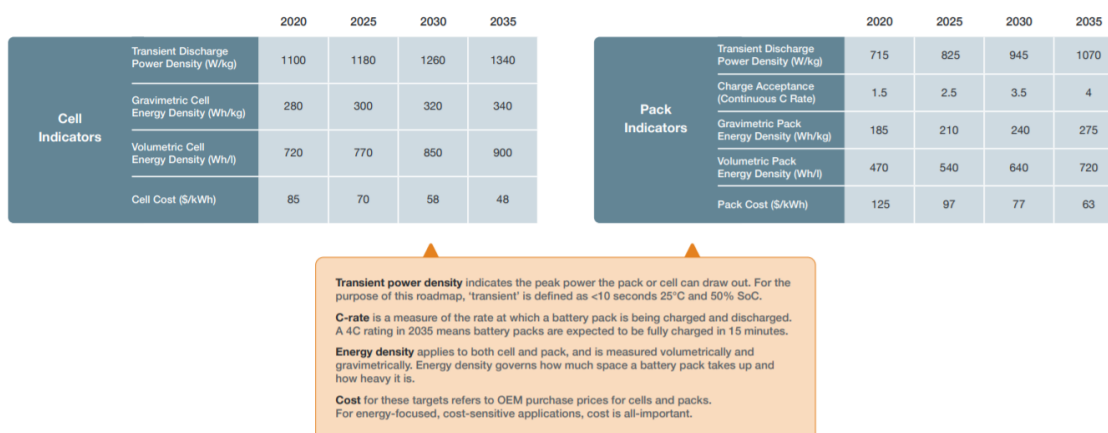 2020 2025 2030 2035
Cell
Indicators
Transient Discharge
Power Density (W/kg) 1100 1180 1260 1340
Gravimetric Cell
Energy Density (Wh/kg) 280 300 320 340
Volumetric Cell
Energy Density (Wh/l) 720 770 850 900
Cell Cost ($/kWh) 85 70 58 48
2020 2025 2030 2035
Pack
Indicators
Transient Discharge
Power Density (W/kg) 715 825 945 1070
Charge Acceptance
(Continuous C Rate) 1.5 2.5 3.5 4
Gravimetric Pack
Energy Density (Wh/kg) 185 210 240 275
Volumetric Pack
Energy Density (Wh/l) 470 540 640 720
Pack Cost ($/kWh) 125 97 77 63
Transient power density indicates the peak power the pack or cell can draw out. For the
purpose of this roadmap, ‘transient’ is defined as <10 seconds 25°C and 50% SoC.
C-rate is a measure of the rate at which a battery pack is being charged and discharged.
A 4C rating in 2035 means battery packs are expected to be fully charged in 15 minutes.
Energy density applies to both cell and pack, and is measured volumetrically and
gravimetrically. Energy density governs how much space a battery pack takes up and
how heavy it is.
Cost for these targets refers to OEM purchase prices for cells and packs.
For energy-focused, cost-sensitive applications, cost is all-important.